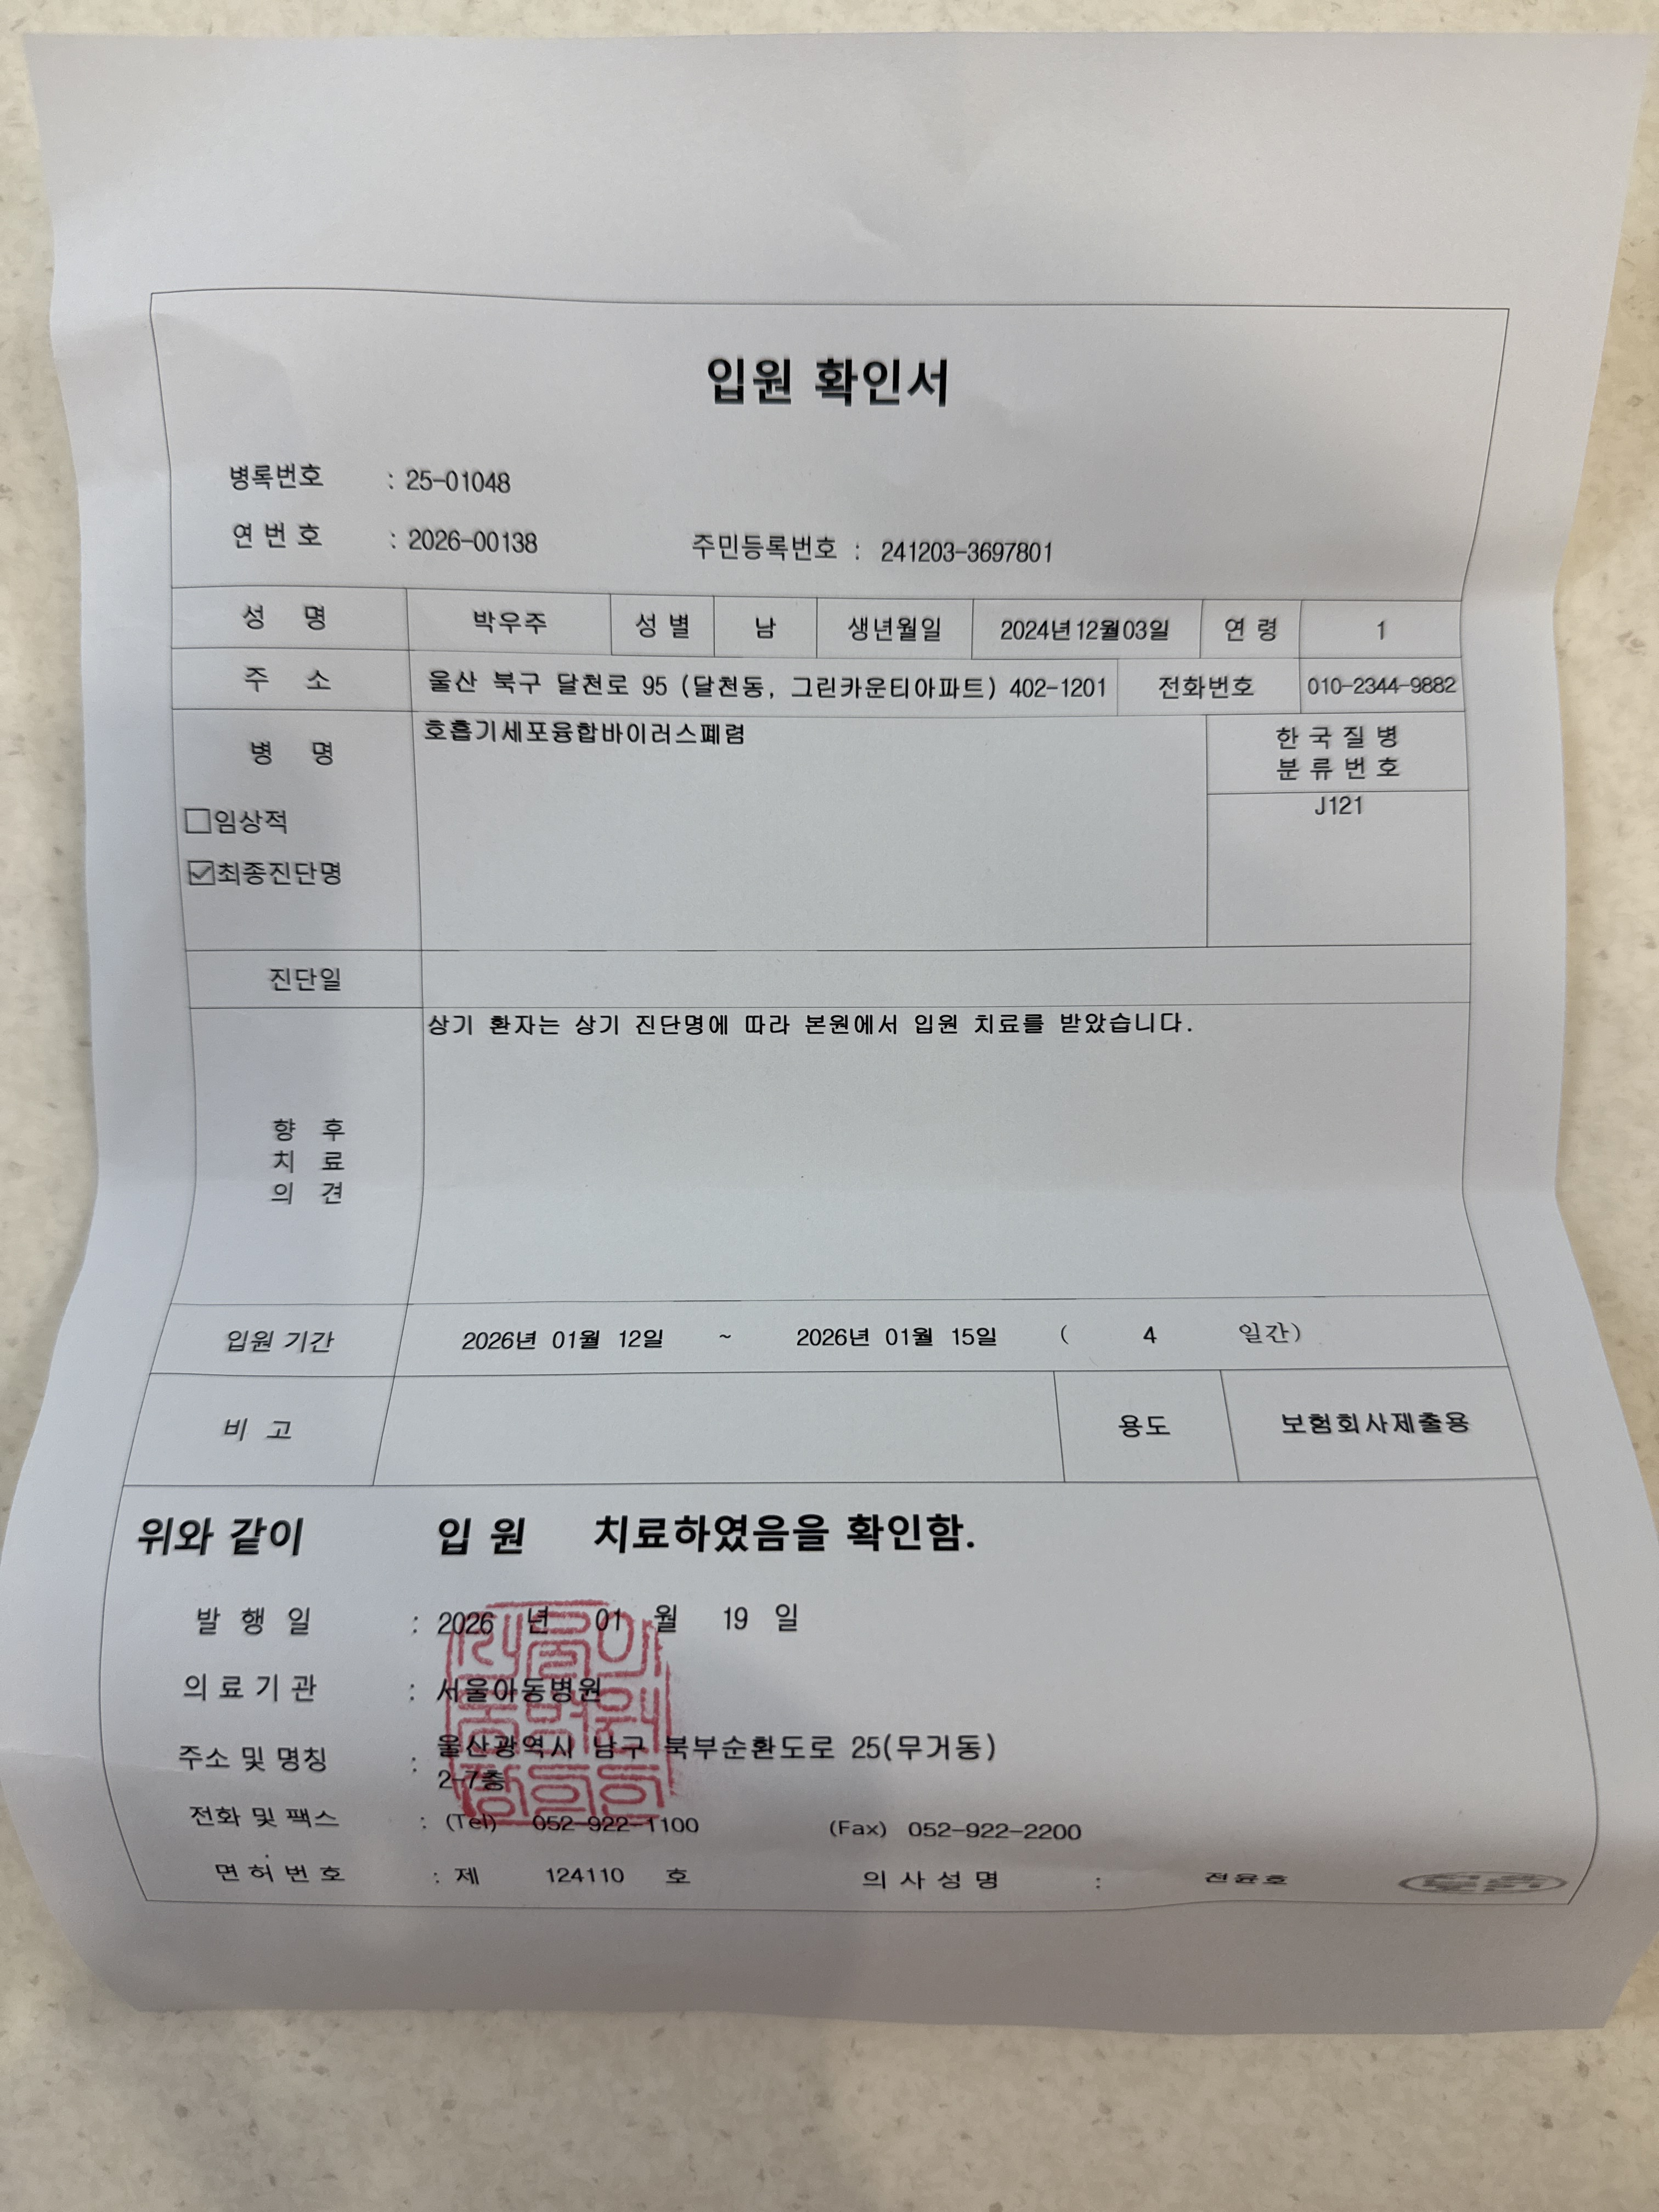 입원 확인서
병록번호 : 25-01048
연 번 호 : 2026-00138 주민등록번호 : 241203-3697801
성 명 박우주 성 별 남 생년월일 2024년12월03일 연 령 1
주 소 울산 북구 달천로 95 (달천동, 그린카운티아파트) 402-1201 전화번호 010-2344-9882
병 명 호흡기세포융합바이러스폐렴 한 국 질 병
분 류 번 호
J121
☐임상적
☑최종진단명
진단일
상기 환자는 상기 진단명에 따라 본원에서 입원 치료를 받았습니다.
향 후
치 료
의 견
입원 기간 2026년 01월 12일 ~ 2026년 01월 15일 ( 4 일간)
비 고 용도 보험회사제출용
위와 같이 입 원 치료하였음을 확인함.
발 행 일 : 2026 년 01 월 19 일
의 료 기 관 : 서울아동병원
주소 및 명칭 : 울산광역시 남구 북부순환도로 25(무거동)
2-7층
전화 및 팩스 : (Tel) 052-922-1100 (Fax) 052-922-2200
면 허 번 호 : 제 124110 호 의 사 성 명 : 전윤호